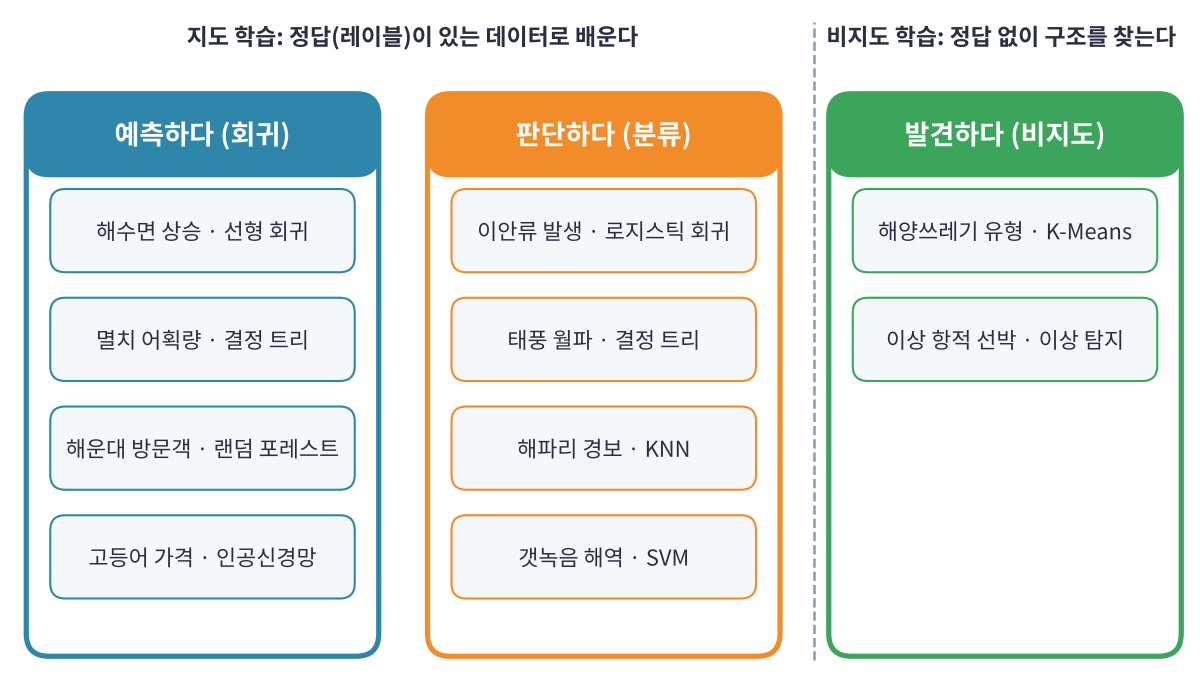 지도 학습: 정답(레이블)이 있는 데이터로 배운다
비지도 학습: 정답 없이 구조를 찾는다
예측하다 (회귀)
해수면 상승 · 선형 회귀
멸치 어획량 · 결정 트리
해운대 방문객 · 랜덤 포레스트
고등어 가격 · 인공신경망
판단하다 (분류)
이안류 발생 · 로지스틱 회귀
태풍 월파 · 결정 트리
해파리 경보 · KNN
갯녹음 해역 · SVM
발견하다 (비지도)
해양쓰레기 유형 · K-Means
이상 항적 선박 · 이상 탐지